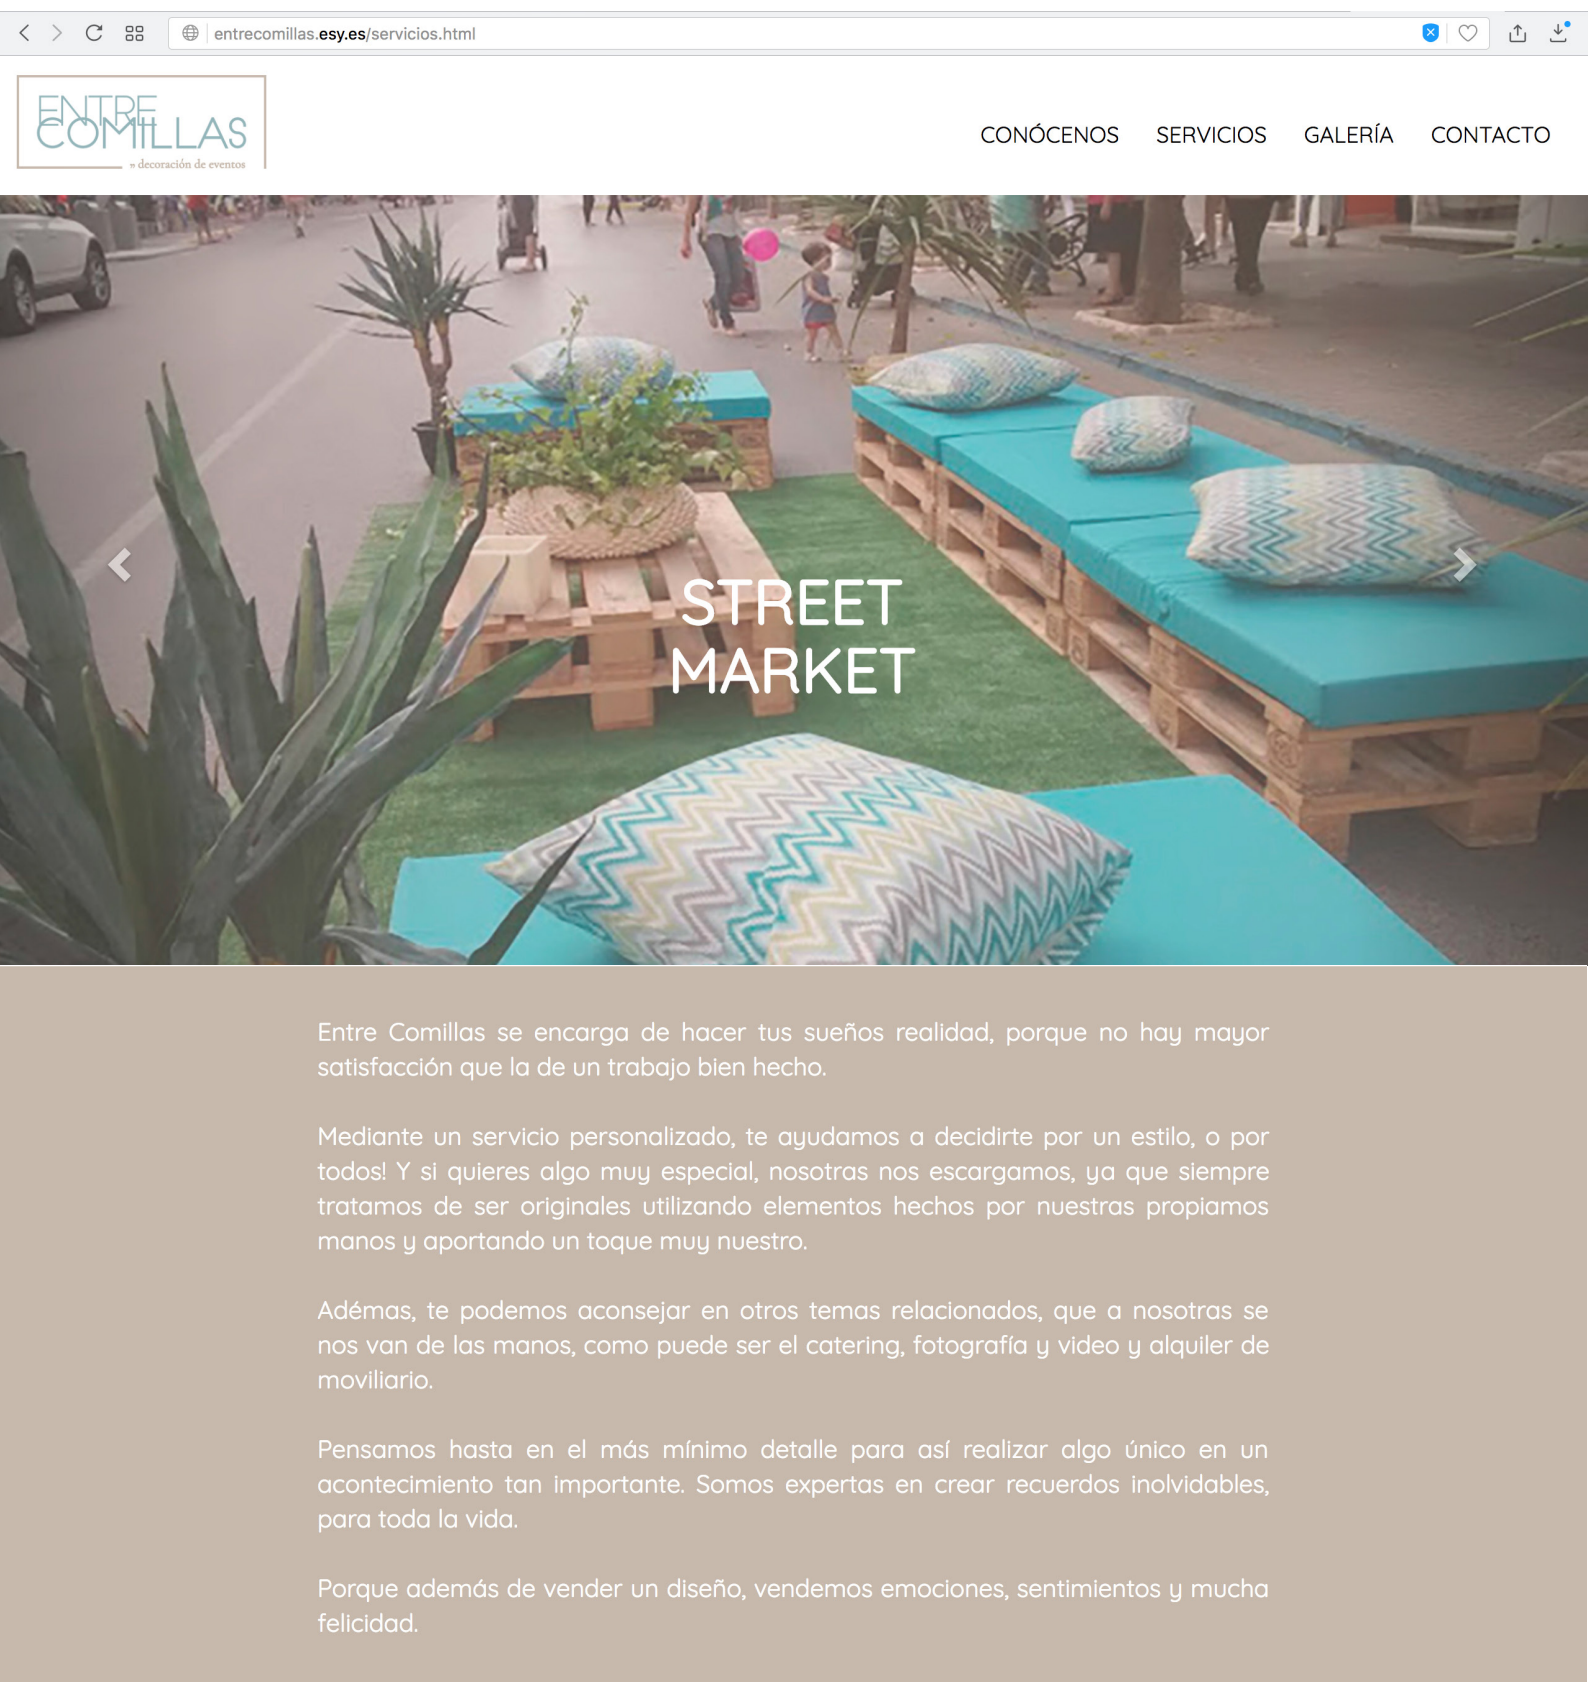 entrecomillas.esy.es/servicios.html
ENTRE
COMILLAS
" decoración de eventos
CONÓCENOS SERVICIOS GALERÍA CONTACTO
STREET
MARKET
Entre Comillas se encarga de hacer tus sueños realidad, porque no hay mayor
satisfacción que la de un trabajo bien hecho.
Mediante un servicio personalizado, te ayudamos a decidirte por un estilo, o por
todos! Y si quieres algo muy especial, nosotras nos escargamos, ya que siempre
tratamos de ser originales utilizando elementos hechos por nuestras propiamos
manos y aportando un toque muy nuestro.
Adémas, te podemos aconsejar en otros temas relacionados, que a nosotras se
nos van de las manos, como puede ser el catering, fotografía y video y alquiler de
moviliario.
Pensamos hasta en el más mínimo detalle para así realizar algo único en un
acontecimiento tan importante. Somos expertas en crear recuerdos inolvidables,
para toda la vida.
Porque además de vender un diseño, vendemos emociones, sentimientos y mucha
felicidad.